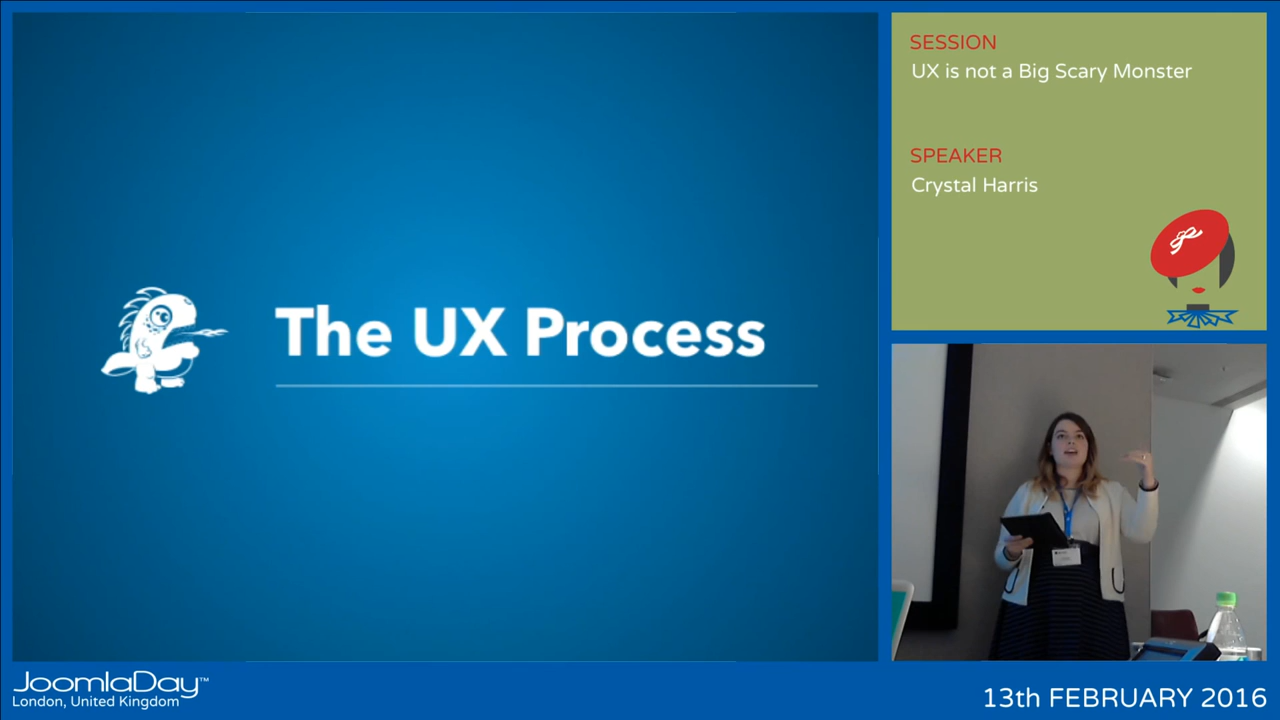 The UX Process
SESSION
UX is not a Big Scary Monster
SPEAKER
Crystal Harris
JoomlaDay™
London, United Kingdom
13th FEBRUARY 2016